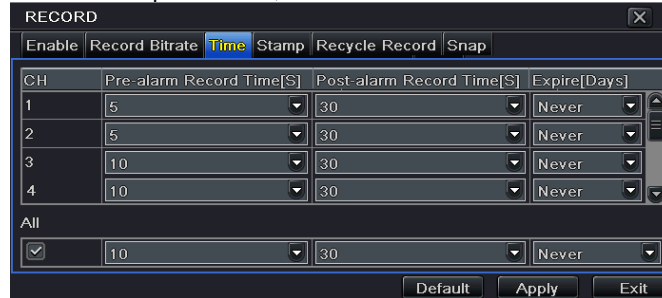 RECORD
Enable Record Bitrate Time Stamp Recycle Record Snap
CH Pre-alarm Record Time[S] Post-alarm Record Time[S] Expire[Days]
1 5 30 Never
2 5 30 Never
3 10 30 Never
4 10 30 Never
All
10 30 Never
Default Apply Exit